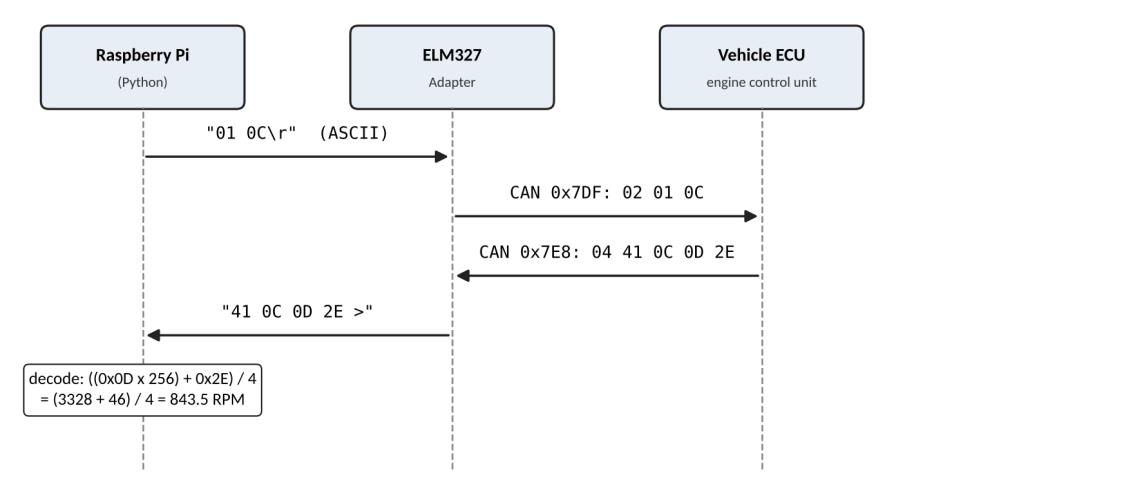 Raspberry Pi
(Python)
ELM327
Adapter
Vehicle ECU
engine control unit
"01 0C\r"  (ASCII)
CAN 0x7DF: 02 01 0C
CAN 0x7E8: 04 41 0C 0D 2E
"41 0C 0D 2E >"
decode: ((0x0D x 256) + 0x2E) / 4
= (3328 + 46) / 4 = 843.5 RPM